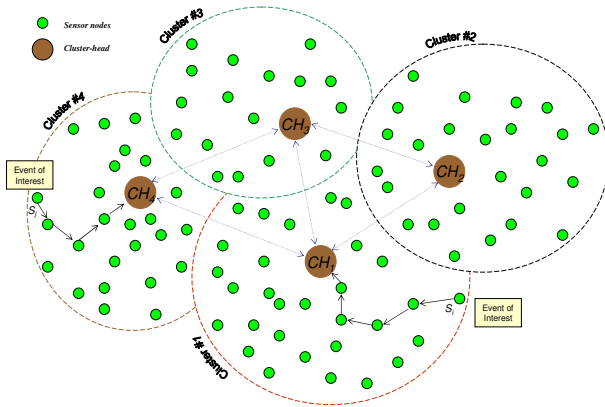 Sensor nodes
Cluster-head
Cluster #3
Cluster #2
Cluster #4
CH3
CH2
CH4
CH1
Event of
Interest
Sj
Si
Event of
Interest
Cluster #1